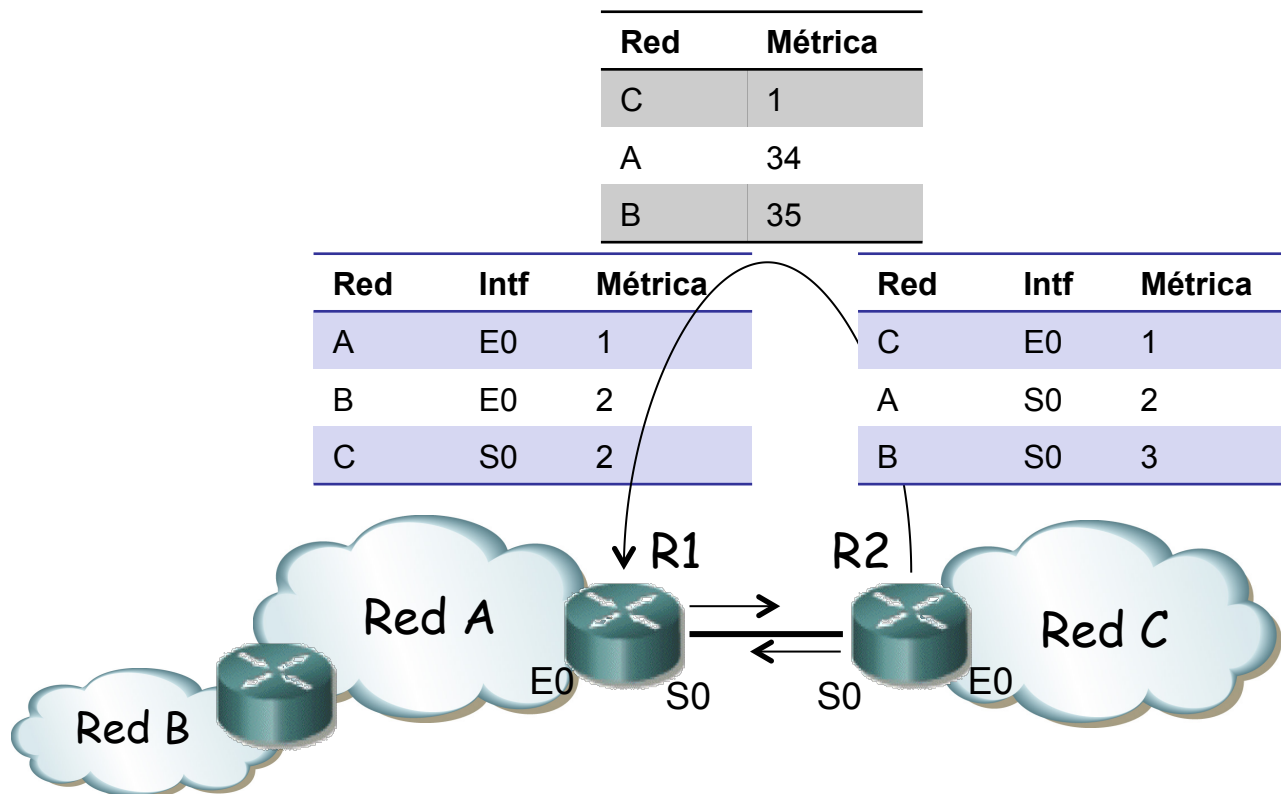 Red Métrica
C 1
A 34
B 35
Red Intf Métrica
A E0 1
B E0 2
C S0 2
Red Intf Métrica
C E0 1
A S0 2
B S0 3
R1
R2
Red A
Red C
E0
S0
S0
E0
Red B